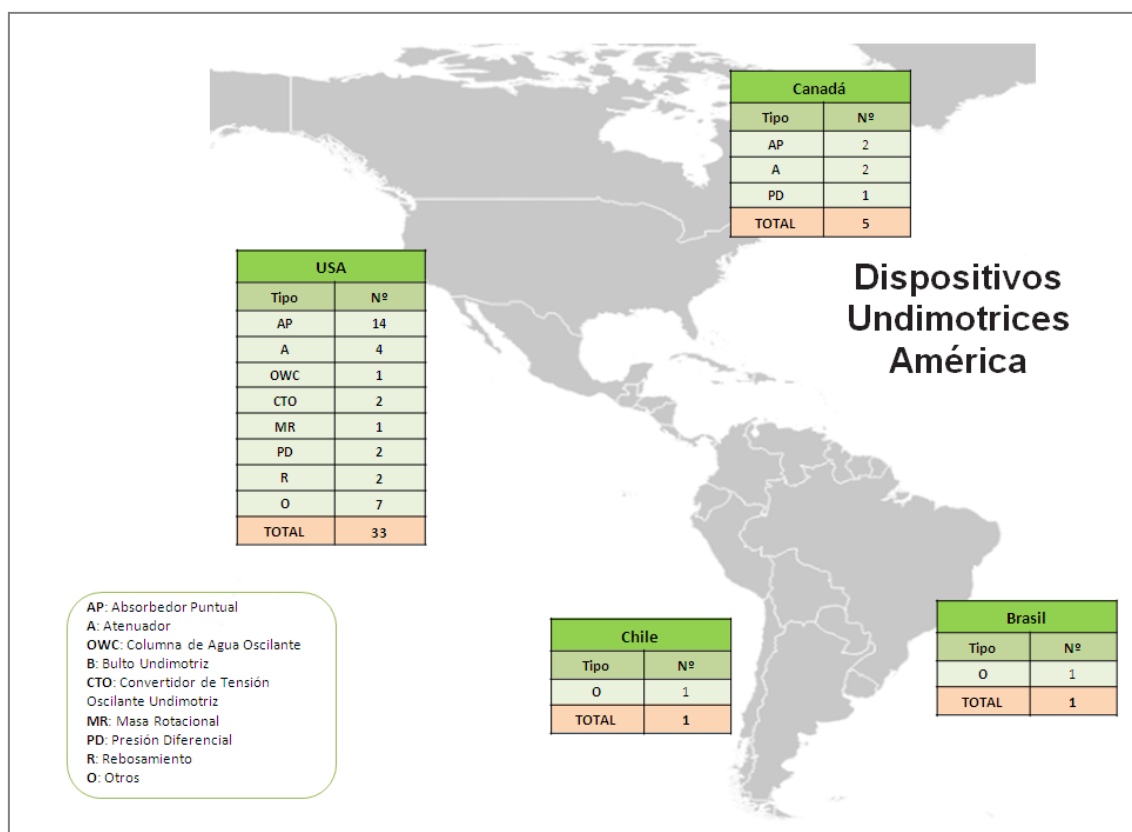 Canadá
Tipo Nº
AP 2
A 2
PD 1
TOTAL 5
USA
Tipo Nº
AP 14
A 4
OWC 1
CTO 2
MR 1
PD 2
R 2
O 7
TOTAL 33
Dispositivos
Undimotrices
América
AP: Absorbedor Puntual
A: Atenuador
OWC: Columna de Agua Oscilante
B: Bulto Undimotriz
CTO: Convertidor de Tensión
Oscilante Undimotriz
MR: Masa Rotacional
PD: Presión Diferencial
R: Rebosamiento
O: Otros
Chile
Tipo Nº
O 1
TOTAL 1
Brasil
Tipo Nº
O 1
TOTAL 1